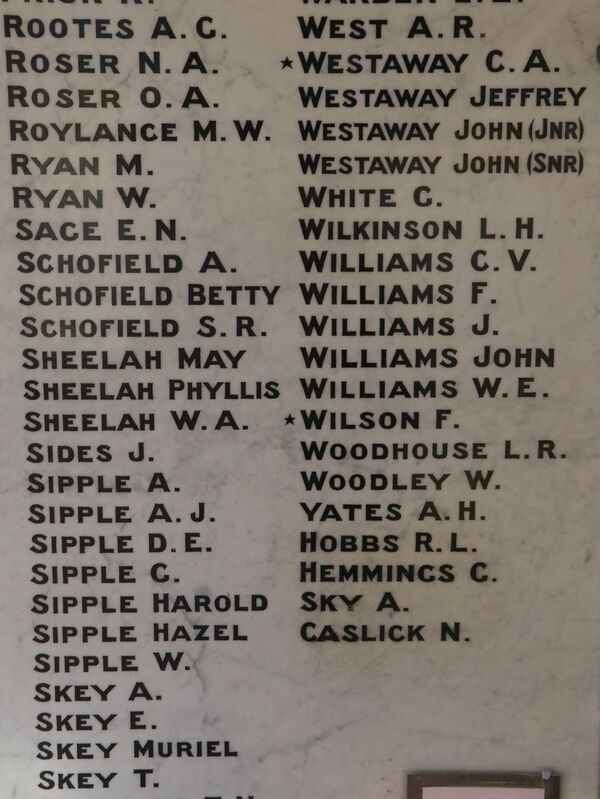 ROOTES A. G.
ROSER N. A.
ROSER O. A.
ROYLANCE M. W.
RYAN M.
RYAN W.
SAGE E. N.
SCHOFIELD A.
SCHOFIELD BETTY
SCHOFIELD S. R.
SHEELAH MAY
SHEELAH PHYLLIS
SHEELAH W. A.
SIDES J.
SIPPLE A.
SIPPLE A. J.
SIPPLE D. E.
SIPPLE G.
SIPPLE HAROLD
SIPPLE HAZEL
SIPPLE W.
SKEY A.
SKEY E.
SKEY MURIEL
SKEY T.
WEST A. R.
★WESTAWAY C. A.
WESTAWAY JEFFREY
WESTAWAY JOHN (JNR)
WESTAWAY JOHN (SNR)
WHITE G.
WILKINSON L. H.
WILLIAMS C. V.
WILLIAMS F.
WILLIAMS J.
WILLIAMS JOHN
WILLIAMS W. E.
★WILSON F.
WOODHOUSE L. R.
WOODLEY W.
YATES A. H.
HOBBS R. L.
HEMMINGS G.
SKY A.
CASLICK N.